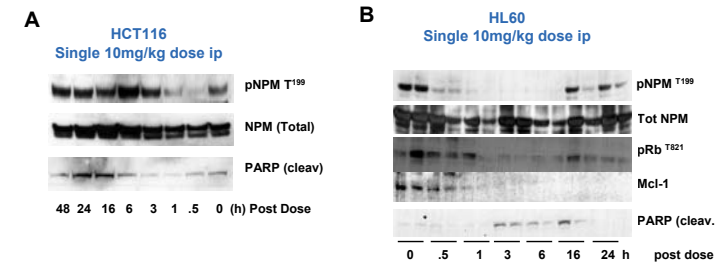 A
HCT116
Single 10mg/kg dose ip
pNPM T199
NPM (Total)
PARP (cleav)
48 24 16 6 3 1 .5 0 (h) Post Dose
B
HL60
Single 10mg/kg dose ip
pNPM T199
Tot NPM
pRb T821
Mcl-1
PARP (cleav.
0 .5 1 3 6 16 24 h post dose